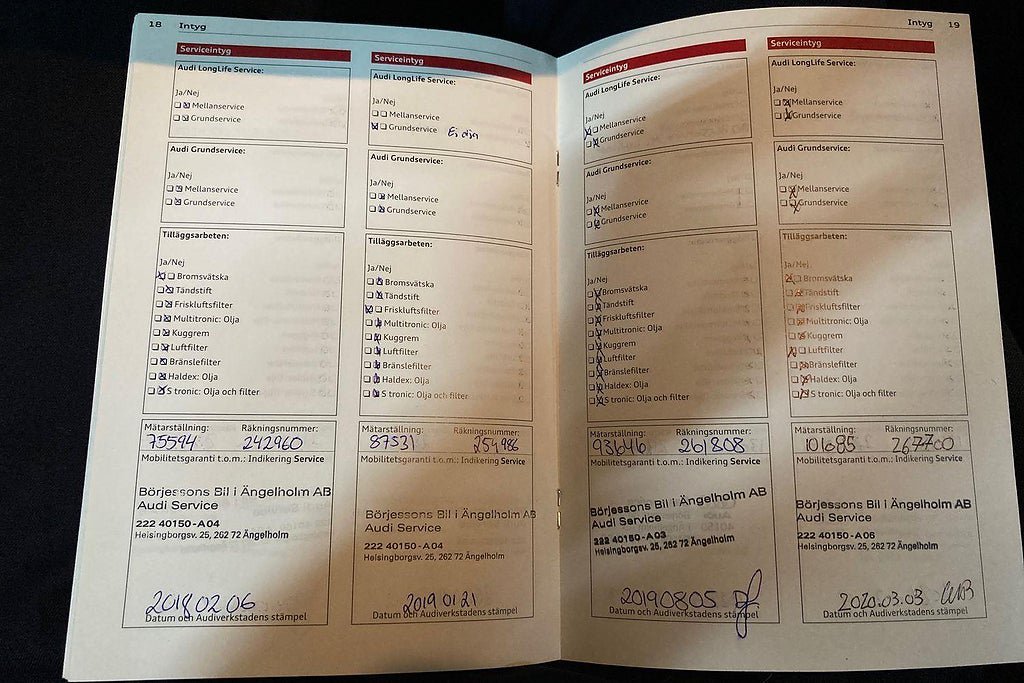 18 Intyg
Serviceintyg
Audi LongLife Service:
Ja/Nej
Mellanservice
Grundservice
Audi Grundservice:
Ja/Nej
Mellanservice
Grundservice
Tilläggsarbeten:
Ja/Nej
Bromsvätska
Tändstift
Friskluftsfilter
Multitronic: Olja
Kuggrem
Luftfilter
Bränslefilter
Haldex: Olja
S tronic: Olja och filter
Mätarställning: Räkningsnummer:
75594 242960
Mobilitetsgaranti t.o.m.: Indikering Service
Börjessons Bil i Ängelholm AB
Audi Service
222 40150-A04
Helsingborgsv. 25, 262 72 Ängelholm
2018 02 06
Datum och Audiverkstadens stämpel
Serviceintyg
Audi LongLife Service:
Ja/Nej
Mellanservice
Grundservice Ej olja
Audi Grundservice:
Ja/Nej
Mellanservice
Grundservice
Tilläggsarbeten:
Ja/Nej
Bromsvätska
Tändstift
Friskluftsfilter
Multitronic: Olja
Kuggrem
Luftfilter
Bränslefilter
Haldex: Olja
S tronic: Olja och filter
Mätarställning: Räkningsnummer:
87531 254986
Mobilitetsgaranti t.o.m.: Indikering Service
Börjessons Bil i Ängelholm AB
Audi Service
222 40150-A04
Helsingborgsv. 25, 262 72 Ängelholm
2019 01 21
Datum och Audiverkstadens stämpel
Intyg 19
Serviceintyg
Audi LongLife Service:
Ja/Nej
Mellanservice
Grundservice
Audi Grundservice:
Ja/Nej
Mellanservice
Grundservice
Tilläggsarbeten:
Ja/Nej
Bromsvätska
Tändstift
Friskluftsfilter
Multitronic: Olja
Kuggrem
Luftfilter
Bränslefilter
Haldex: Olja
S tronic: Olja och filter
Mätarställning: Räkningsnummer:
93646 261808
Mobilitetsgaranti t.o.m.: Indikering Service
Börjessons Bil i Ängelholm AB
Audi Service
222 40150-A03
Helsingborgsv. 25, 262 72 Ängelholm
20190805
Datum och Audiverkstadens stämpel
Serviceintyg
Audi LongLife Service:
Ja/Nej
Mellanservice
Grundservice
Audi Grundservice:
Ja/Nej
Mellanservice
Grundservice
Tilläggsarbeten:
Ja/Nej
Bromsvätska
Tändstift
Friskluftsfilter
Multitronic: Olja
Kuggrem
Luftfilter
Bränslefilter
Haldex: Olja
S tronic: Olja och filter
Mätarställning: Räkningsnummer:
101685 267700
Mobilitetsgaranti t.o.m.: Indikering Service
Börjessons Bil i Ängelholm AB
Audi Service
222 40150-A06
Helsingborgsv. 25, 262 72 Ängelholm
2020.03.03
Datum och Audiverkstadens stämpel